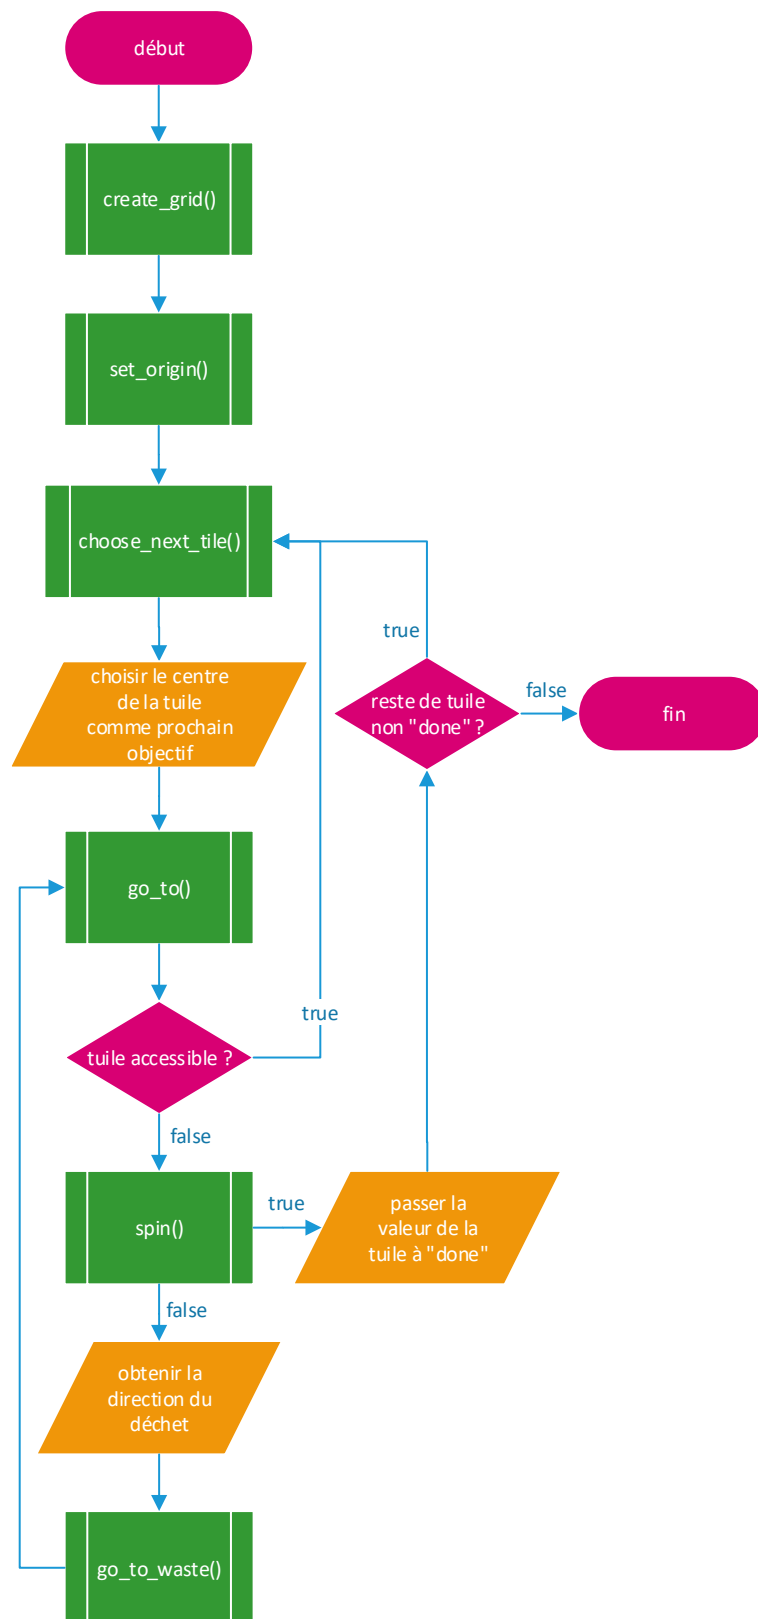 début
create_grid()
set_origin()
choose_next_tile()
true
choisir le centre
de la tuile
comme prochain
objectif
reste de tuile
non "done" ?
false
fin
go_to()
true
tuile accessible ?
false
spin()
true
passer la
valeur de la
tuile à "done"
false
obtenir la
direction du
déchet
go_to_waste()